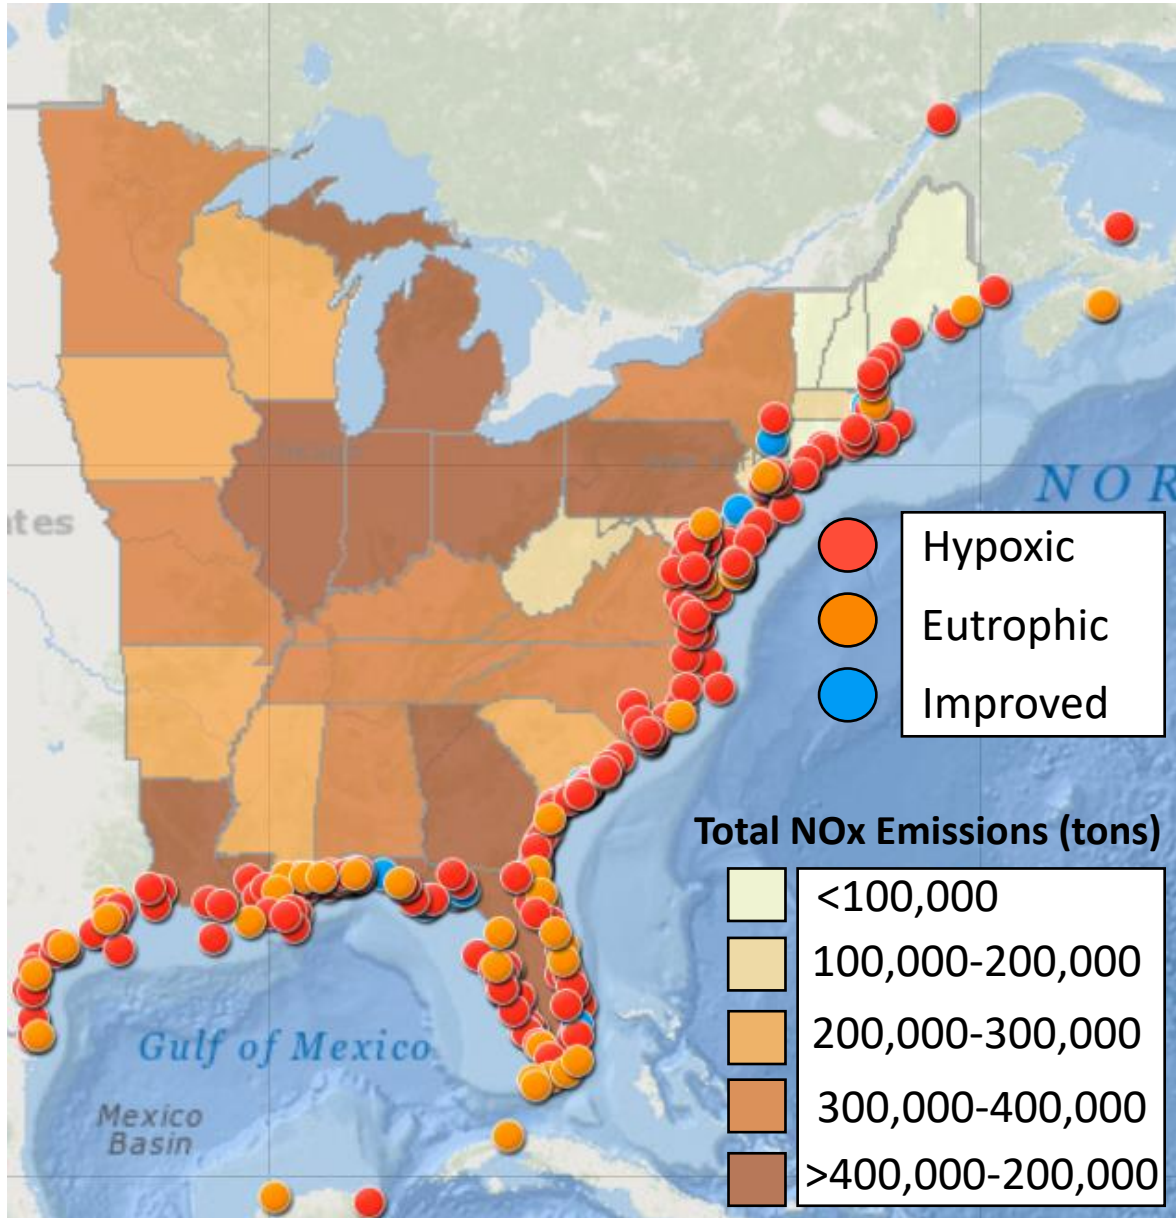 NOR
tes
Hypoxic
Eutrophic
Improved
Total NOx Emissions (tons)
<100,000
100,000-200,000
200,000-300,000
300,000-400,000
>400,000-200,000
Gulf of Mexico
Mexico
Basin